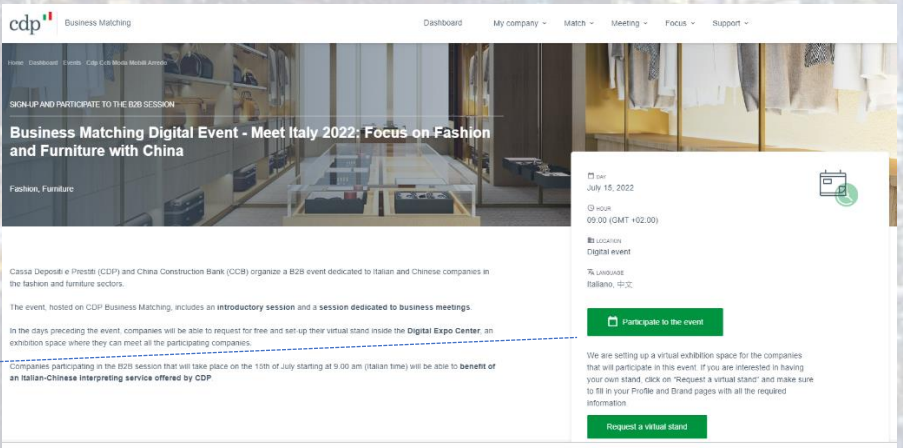 cdp Business Matching
Dashboard My company Match Meeting Focus Support
Home Dashboard Events Cdp Ccb Moda Mobili Arredo
SIGN-UP AND PARTICIPATE TO THE B2B SESSION
Business Matching Digital Event - Meet Italy 2022: Focus on Fashion
and Furniture with China
Fashion, Furniture
DAY
July 15, 2022
HOUR
09:00 (GMT +02:00)
LOCATION
Digital event
LANGUAGE
Italiano, 中文
Participate to the event
We are setting up a virtual exhibition space for the companies
that will participate in this event. If you are interested in having
your own stand, click on "Request a virtual stand" and make sure
to fill in your Profile and Brand pages with all the required
information.
Request a virtual stand
Cassa Depositi e Prestiti (CDP) and China Construction Bank (CCB) organize a B2B event dedicated to Italian and Chinese companies in
the fashion and furniture sectors.
The event, hosted on CDP Business Matching, includes an introductory session and a session dedicated to business meetings.
In the days preceding the event, companies will be able to request for free and set-up their virtual stand inside the Digital Expo Center, an
exhibition space where they can meet all the participating companies.
Companies participating in the B2B session that will take place on the 15th of July starting at 9.00 am (Italian time) will be able to benefit of
an Italian-Chinese interpreting service offered by CDP